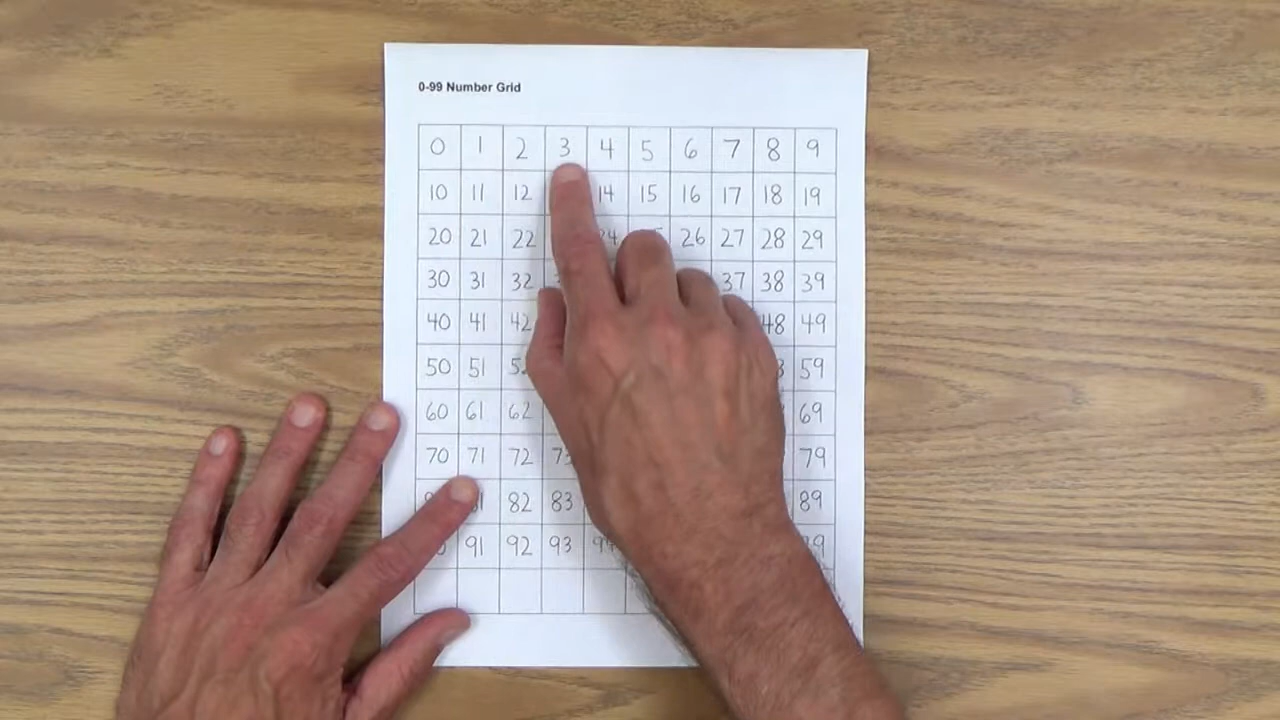 0-99 Number Grid
0 1 2 3 4 5 6 7 8 9
10 11 12 14 15 16 17 18 19
20 21 22 24 26 27 28 29
30 31 32 37 38 39
40 41 42 48 49
50 51 59
60 61 62 69
70 71 72 73 79
82 83 89
91 92 93